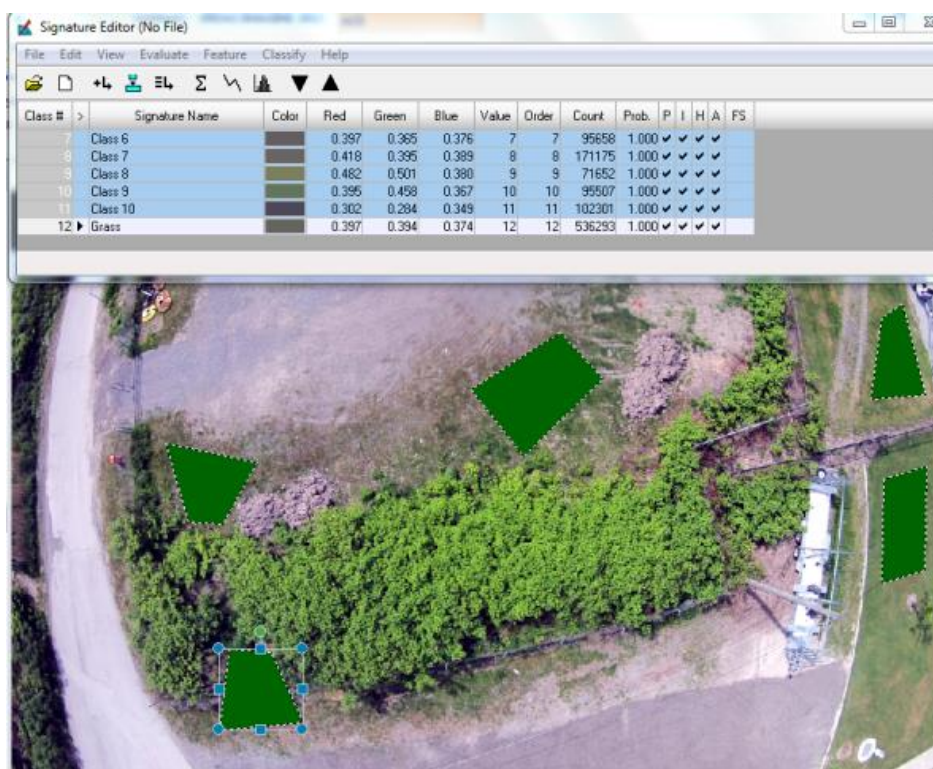 Signature Editor (No File)
File Edit View Evaluate Feature Classify Help
Class # > Signature Name Color Red Green Blue Value Order Count Prob. P I H A FS
7 Class 6 0.397 0.365 0.376 7 7 95658 1.000 ✔ ✔ ✔ ✔
8 Class 7 0.418 0.395 0.389 8 8 171175 1.000 ✔ ✔ ✔ ✔
9 Class 8 0.482 0.501 0.380 9 9 71652 1.000 ✔ ✔ ✔ ✔
10 Class 9 0.395 0.458 0.367 10 10 95507 1.000 ✔ ✔ ✔ ✔
11 Class 10 0.302 0.284 0.349 11 11 102301 1.000 ✔ ✔ ✔ ✔
12 Grass 0.397 0.394 0.374 12 12 536293 1.000 ✔ ✔ ✔ ✔